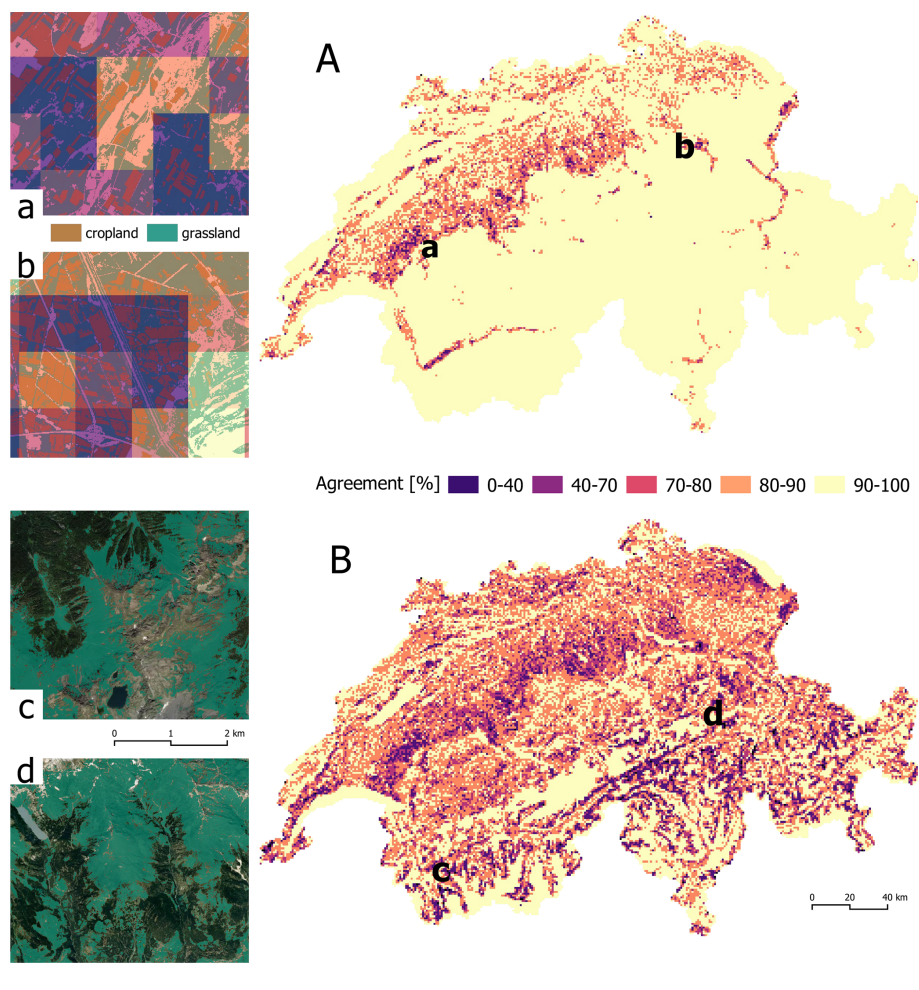 A
a
b
a
cropland
grassland
b
Agreement [%]
0-40
40-70
70-80
80-90
90-100
B
c
0 1 2 km
d
d
c
0 20 40 km